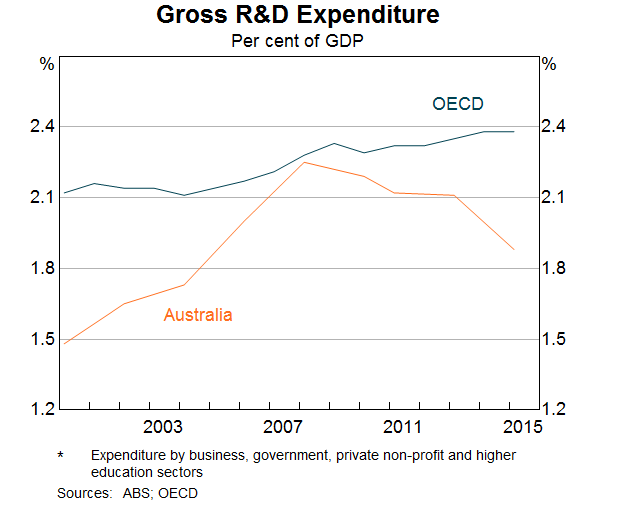 Gross R&D Expenditure
Per cent of GDP
% %
OECD
2.4 2.4
2.1 2.1
1.8 1.8
Australia
1.5 1.5
1.2 1.2
2003 2007 2011 2015
* Expenditure by business, government, private non-profit and higher
education sectors
Sources: ABS; OECD